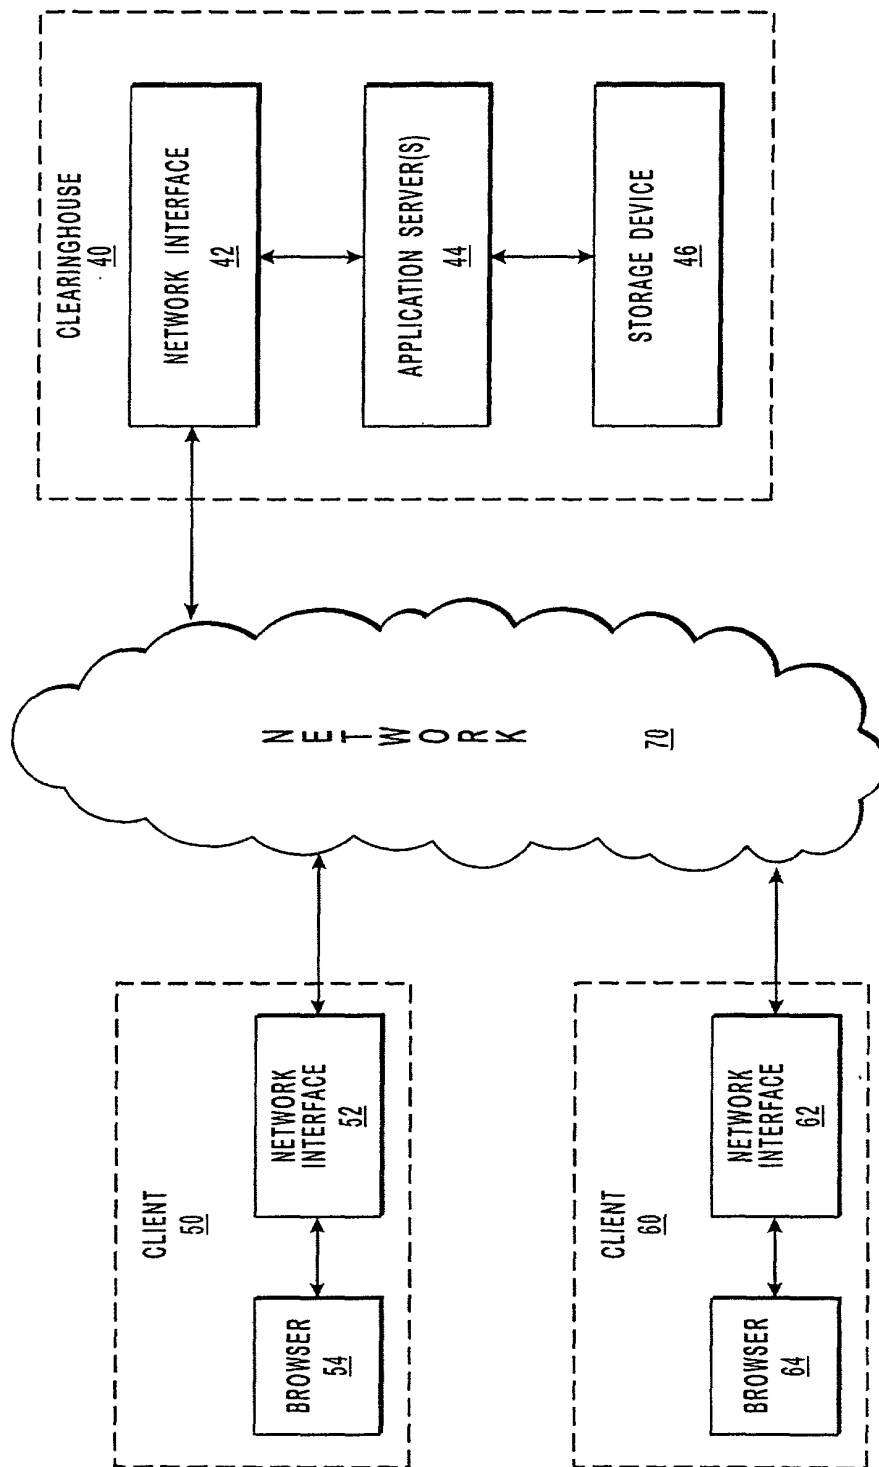 CLIENT
50
BROWSER
54
NETWORK
INTERFACE
52
CLIENT
60
BROWSER
64
NETWORK
INTERFACE
62
NETWORK
70
CLEARINGHOUSE
40
NETWORK INTERFACE
42
APPLICATION SERVER(S)
44
STORAGE DEVICE
46